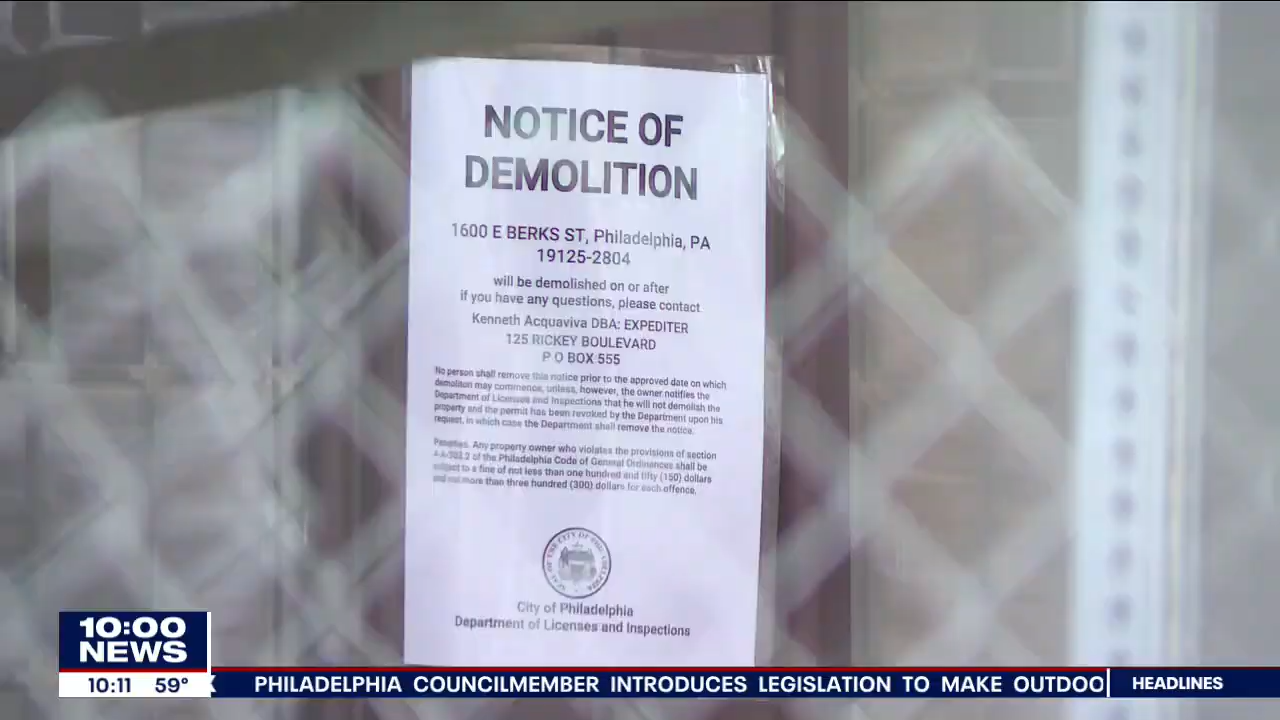 NOTICE OF
DEMOLITION
1600 E BERKS ST, Philadelphia, PA
19125-2804
will be demolished on or after
if you have any questions, please contact
Kenneth Acquaviva DBA: EXPEDITER
125 RICKEY BOULEVARD
P O BOX 555
No person shall remove this notice prior to the approved date on which
demoliton may commence, unless, however, the owner notifies the
Department of Licenses and Inspections that he will not demolish the
property and the permit has been revoked by the Department upon his
request, in which case the Department shall remove the notice.
Penalties. Any property owner who violates the provisions of section
of the Philadelphia Code of General Ordinances shall be
subject to a fine of not less than one hundred and fifty (150) dollars
and not more than three hundred (300) dollars for each offence.
City of Philadelphia
Department of Licenses and Inspections
10:00
NEWS
10:11 59°
PHILADELPHIA COUNCILMEMBER INTRODUCES LEGISLATION TO MAKE OUTDOO
HEADLINES